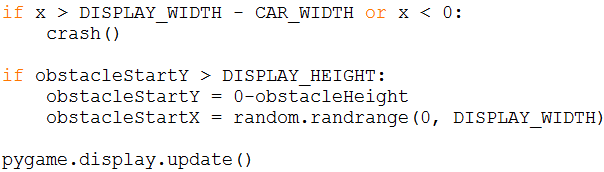 if x > DISPLAY_WIDTH - CAR_WIDTH or x < 0:
    crash()

if obstacleStartY > DISPLAY_HEIGHT:
    obstacleStartY = 0-obstacleHeight
    obstacleStartX = random.randrange(0, DISPLAY_WIDTH)

pygame.display.update()